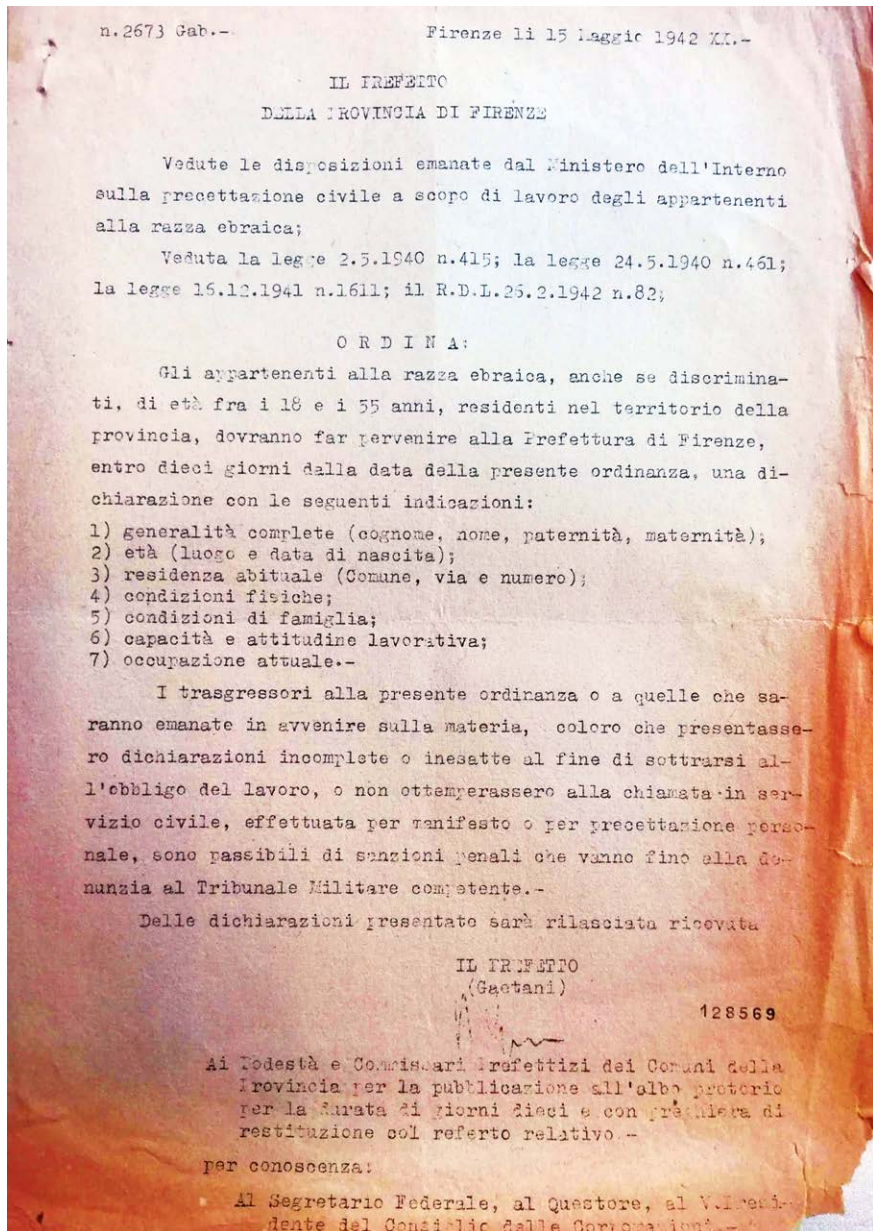 n.2673 Gab.-
Firenze li 15 Maggio 1942 XX.-
IL PREFETTO
DELLA PROVINCIA DI FIRENZE
Vedute le disposizioni emanate dal Ministero dell'Interno
sulla precettazione civile a scopo di lavoro degli appartenenti
alla razza ebraica;
Veduta la legge 2.5.1940 n.415; la legge 24.5.1940 n.461;
la legge 16.12.1941 n.1611; il R.D.L.26.2.1942 n.82;
O R D I N A:
Gli appartenenti alla razza ebraica, anche se discrimina-
ti, di età fra i 18 e i 55 anni, residenti nel territorio della
provincia, dovranno far pervenire alla Prefettura di Firenze,
entro dieci giorni dalla data della presente ordinanza, una di-
chiarazione con le seguenti indicazioni:
1) generalità complete (cognome, nome, paternità, maternità);
2) età (luogo e data di nascita);
3) residenza abituale (Comune, via e numero);
4) condizioni fisiche;
5) condizioni di famiglia;
6) capacità e attitudine lavorativa;
7) occupazione attuale.-
I trasgressori alla presente ordinanza o a quelle che sa-
ranno emanate in avvenire sulla materia, coloro che presentasse-
ro dichiarazioni incomplete o inesatte al fine di sottrarsi al-
l'obbligo del lavoro, o non ottemperassero alla chiamata in ser-
vizio civile, effettuata per manifesto o per precettazione perso-
nale, sono passibili di sanzioni penali che vanno fino alla de-
nunzia al Tribunale Militare competente.-
Delle dichiarazioni presentate sarà rilasciata ricevuta
IL PREFETTO
(Gaetani)
128569
Ai Podestà e Commissari Prefettizi dei Comuni della
Provincia per la pubblicazione all'albo pretorio
per la durata di giorni dieci e con preghiera di
restituzione col referto relativo.-
per conoscenza:
Al Segretario Federale, al Questore, al V.Presi-
dente del Consiglio delle Corporazioni